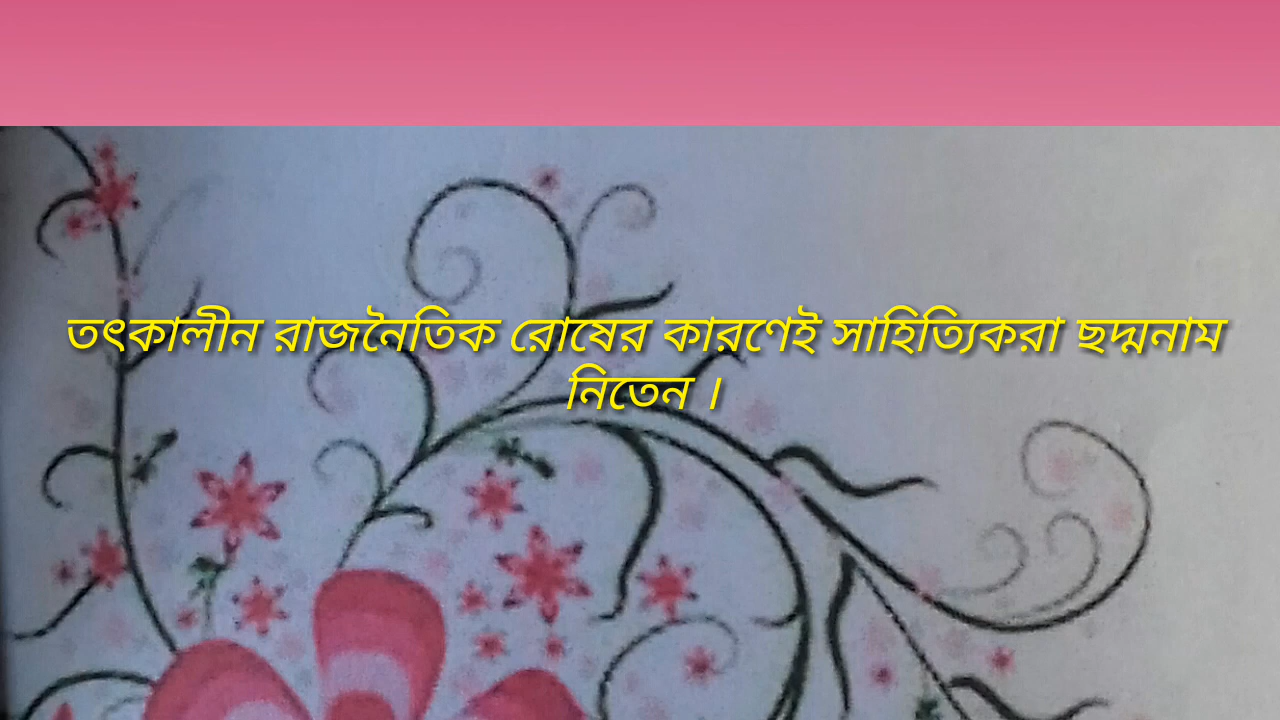 তৎকালীন রাজনৈতিক রোষের কারণেই সাহিত্যিকরা ছদ্মনাম
নিতেন ।